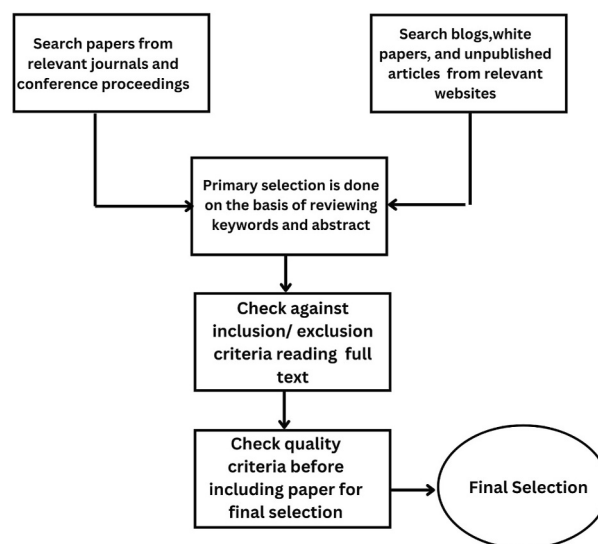 Search papers from
relevant journals and
conference proceedings
Search blogs,white
papers, and unpublished
articles from relevant
websites
Primary selection is done
on the basis of reviewing
keywords and abstract
Check against
inclusion/ exclusion
criteria reading full
text
Check quality
criteria before
including paper for
final selection
Final Selection